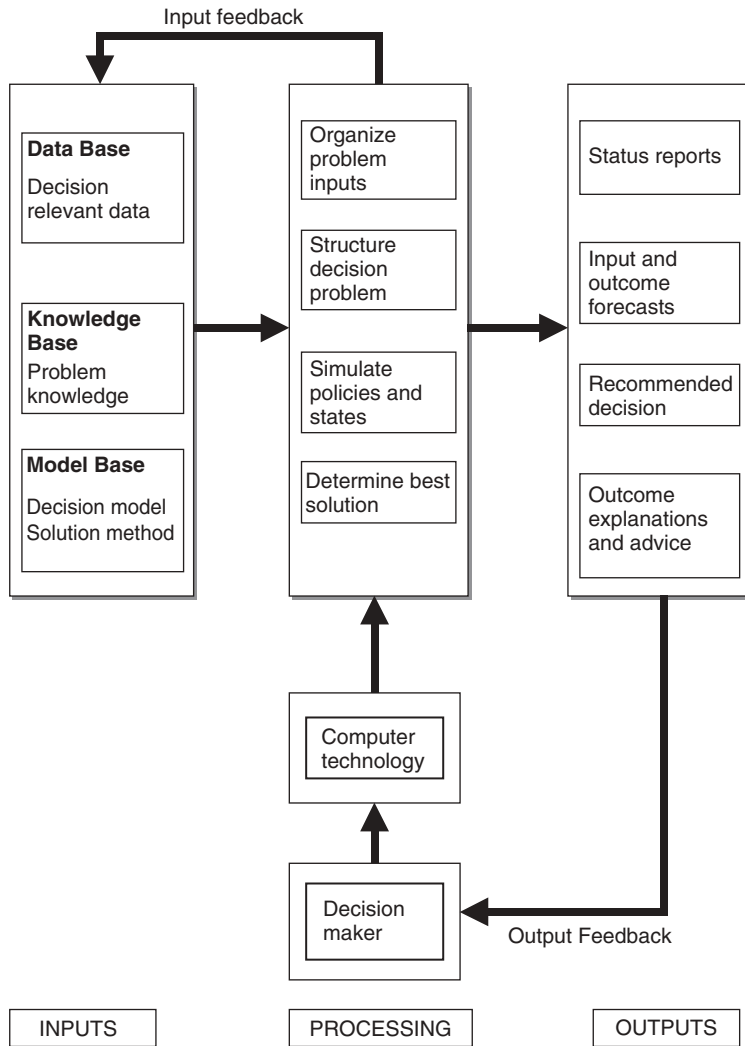 Input feedback
Data Base
Decision
relevant data
Knowledge
Base
Problem
knowledge
Model Base
Decision model
Solution method
Organize
problem
inputs
Structure
decision
problem
Simulate
policies and
states
Determine best
solution
Status reports
Input and
outcome
forecasts
Recommended
decision
Outcome
explanations
and advice
Computer
technology
Decision
maker
Output Feedback
INPUTS
PROCESSING
OUTPUTS